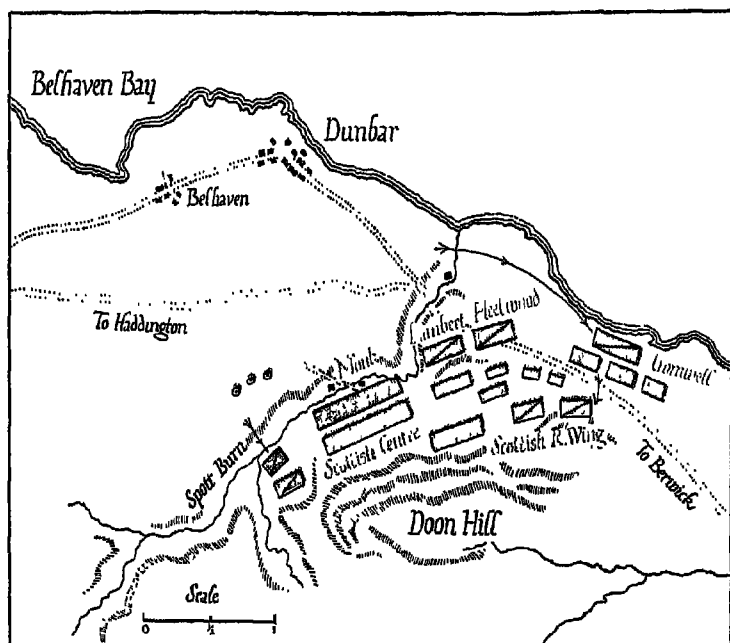 Belhaven Bay
Dunbar
Belhaven
To Haddington
Lambert
Fleetwood
Cromwell
Monk
Scottish Centre
Scottish R. Wing
Spott Burn
To Berwick
Doon Hill
Scale
0 ½ 1